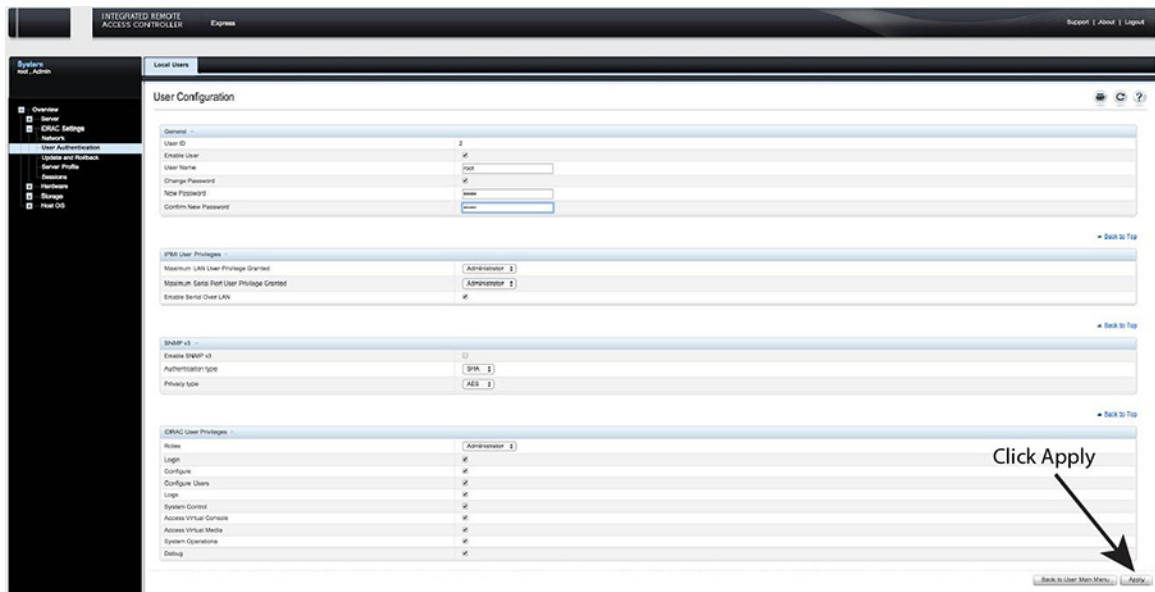 INTEGRATED REMOTE
ACCESS CONTROLLER
Express
Support | About | Logout
System
root , Admin
Local Users
User Configuration
Overview
Server
iDRAC Settings
Network
User Authentication
Update and Rollback
Server Profile
Sessions
Hardware
Storage
Host OS
General
User ID 2
Enable User
User Name root
Change Password
New Password
Confirm New Password
Back to Top
IPMI User Privileges
Maximum LAN User Privilege Granted Administrator
Maximum Serial Port User Privilege Granted Administrator
Enable Serial Over LAN
Back to Top
SNMP v3
Enable SNMP v3
Authentication type SHA
Privacy type AES
Back to Top
iDRAC User Privileges
Roles Administrator
Login
Configure
Configure Users
Logs
System Control
Access Virtual Console
Access Virtual Media
System Operations
Debug
Click Apply
Back to User Main Menu Apply